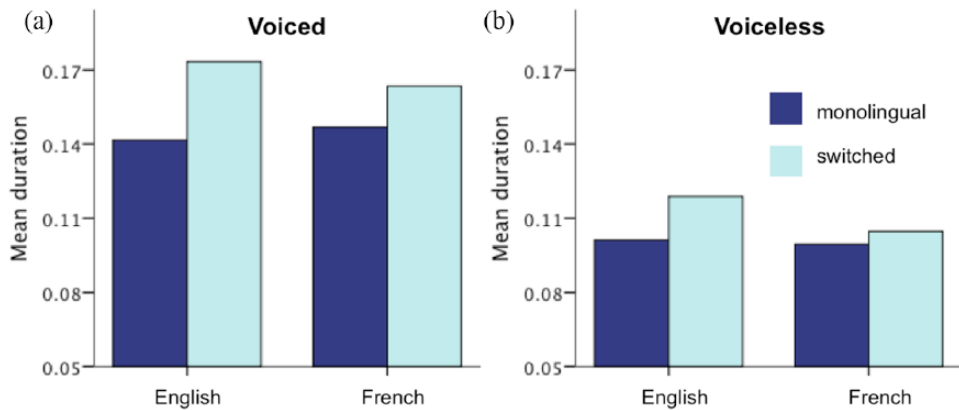 (a)
Voiced
Mean duration
0.17
0.14
0.11
0.08
0.05
English
French
(b)
Voiceless
Mean duration
0.17
0.14
0.11
0.08
0.05
monolingual
switched
English
French